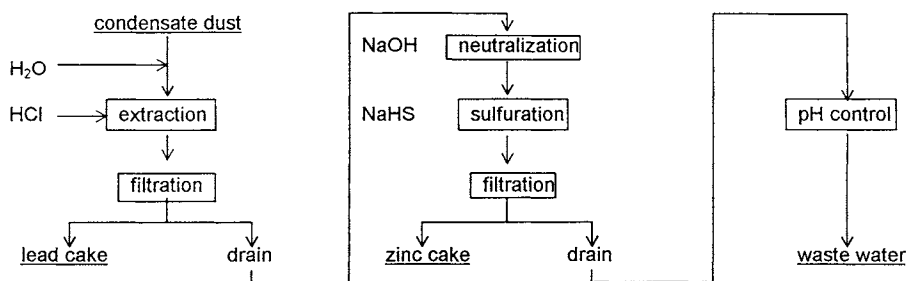 condensate dust
H₂O
HCl
extraction
filtration
lead cake
drain
NaOH
neutralization
NaHS
sulfuration
filtration
zinc cake
drain
pH control
waste water